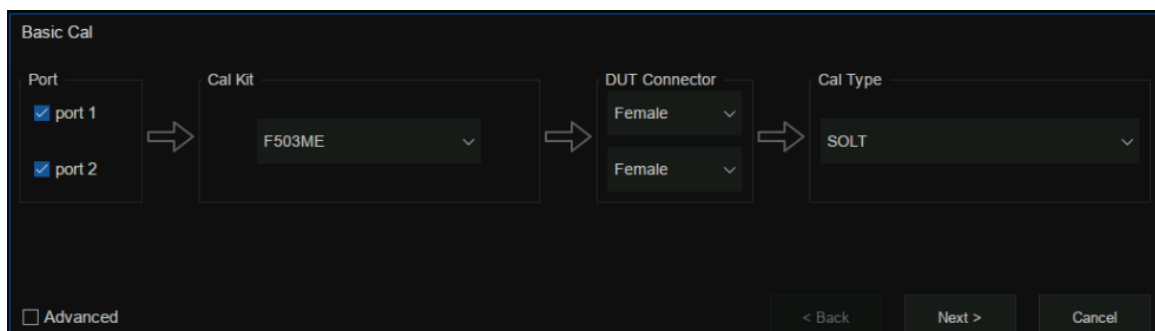 Basic Cal
Port
Cal Kit
DUT Connector
Cal Type
port 1
port 2
F503ME
Female
Female
SOLT
Advanced
< Back
Next >
Cancel